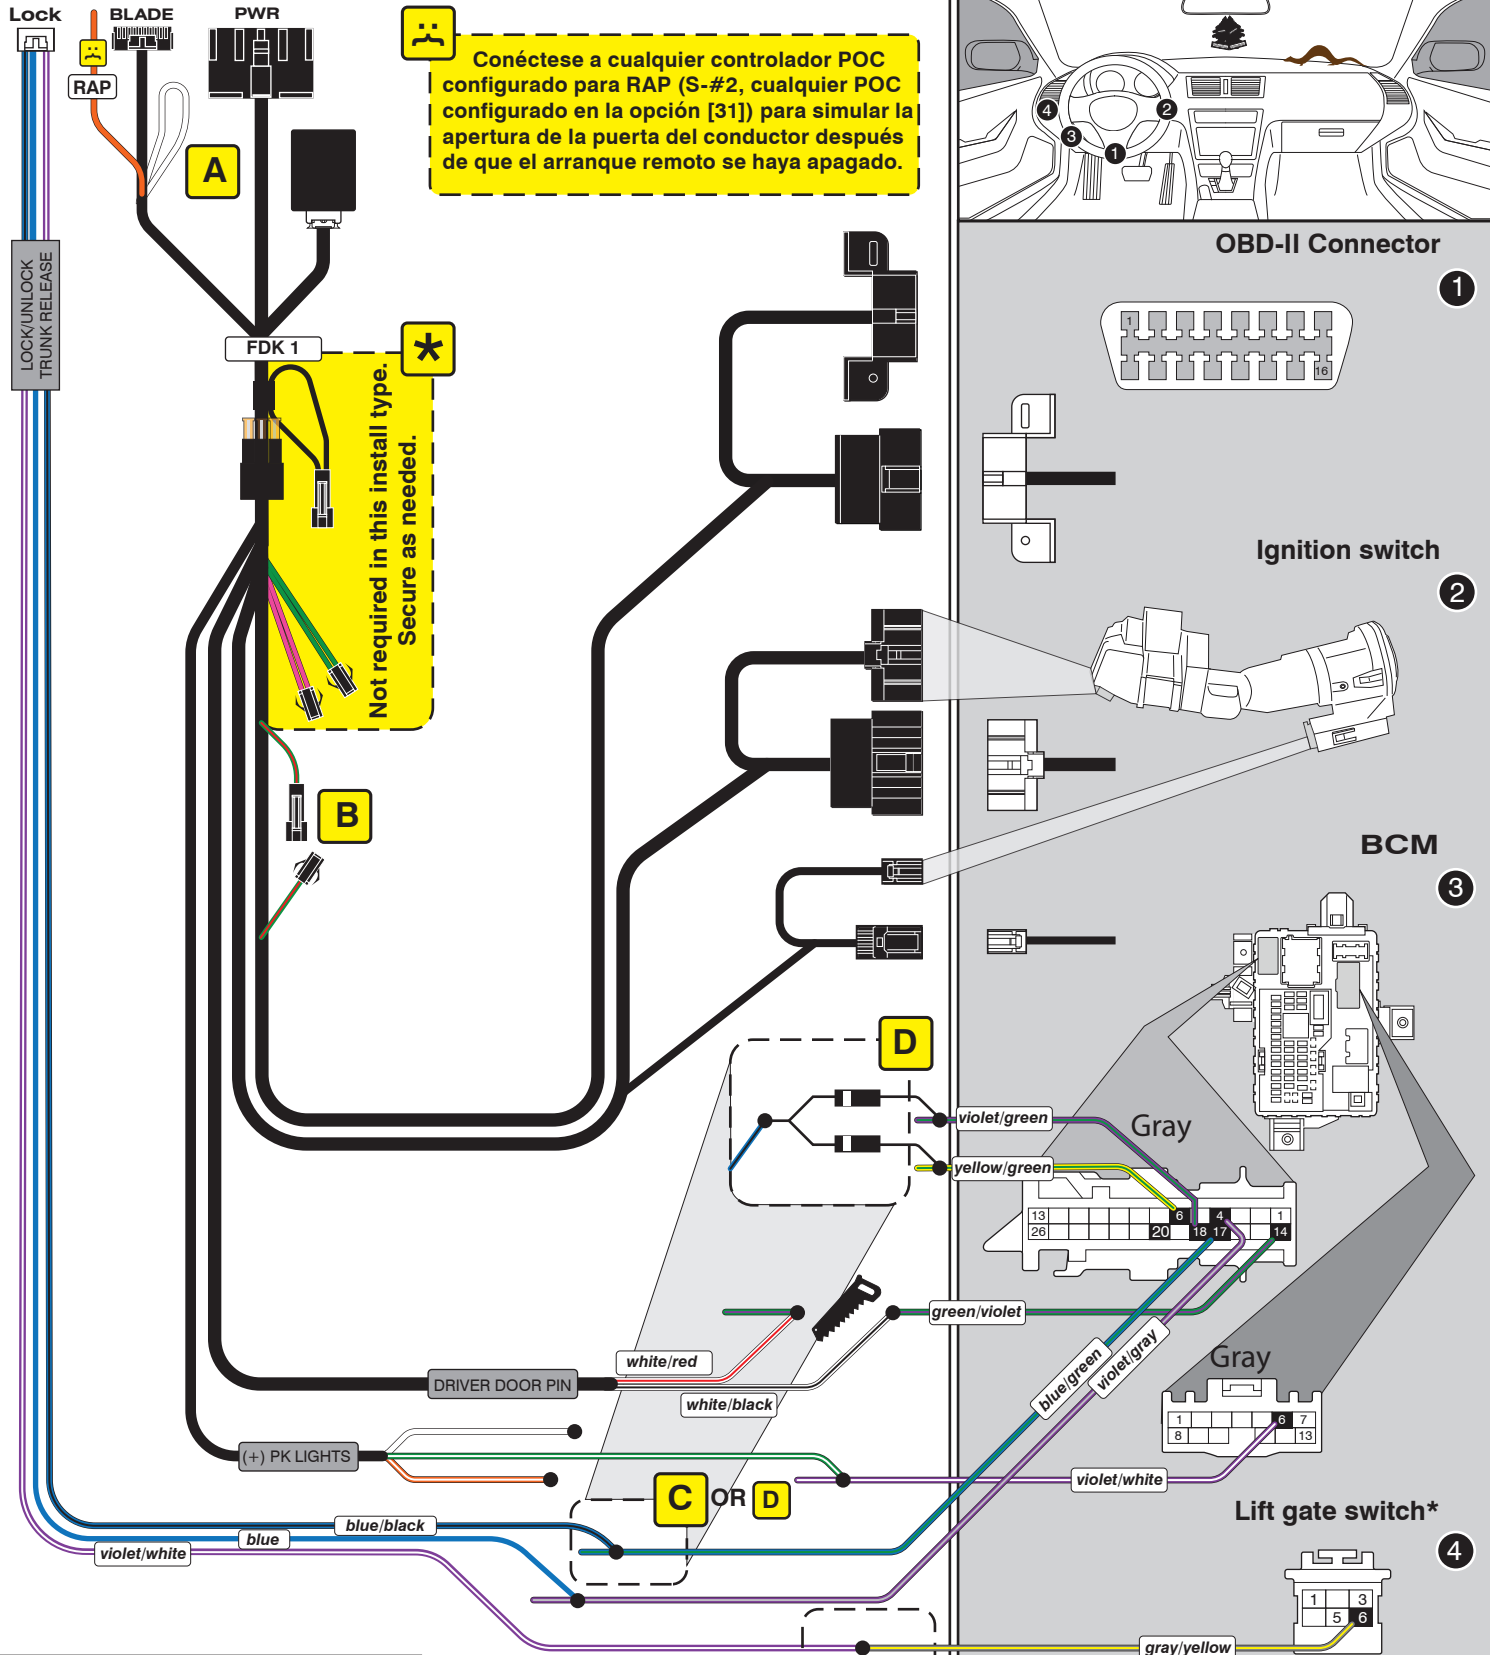 Lock
BLADE
PWR
RAP
A
Conéctese a cualquier controlador POC
configurado para RAP (S-#2, cualquier POC
configurado en la opción [31]) para simular la
apertura de la puerta del conductor después
de que el arranque remoto se haya apagado.
4
2
3
1
LOCK/UNLOCK
TRUNK RELEASE
OBD-II Connector
1
1
16
FDK 1
*
Not required in this install type.
Secure as needed.
Ignition switch
2
B
BCM
3
D
violet/green
Gray
yellow/green
13 6 4 1
26 20 18 17 14
green/violet
white/red
DRIVER DOOR PIN
white/black
blue/green
violet/gray
Gray
1 6 7
8 13
(+) PK LIGHTS
violet/white
C OR D
Lift gate switch*
4
blue/black
blue
violet/white
1 3
5 6
gray/yellow